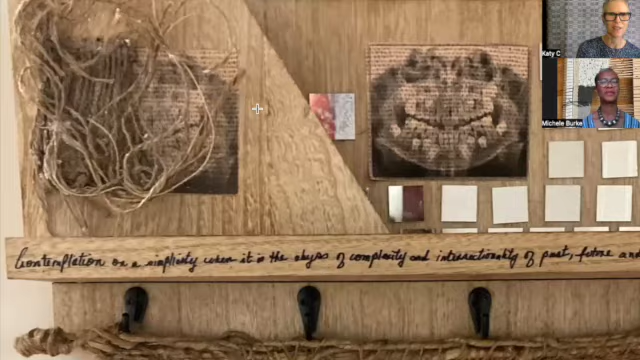 Katy C
Michele Burke
Contemplation on a simplicity when it is the abyss of complexity and intersectionality of past, future and